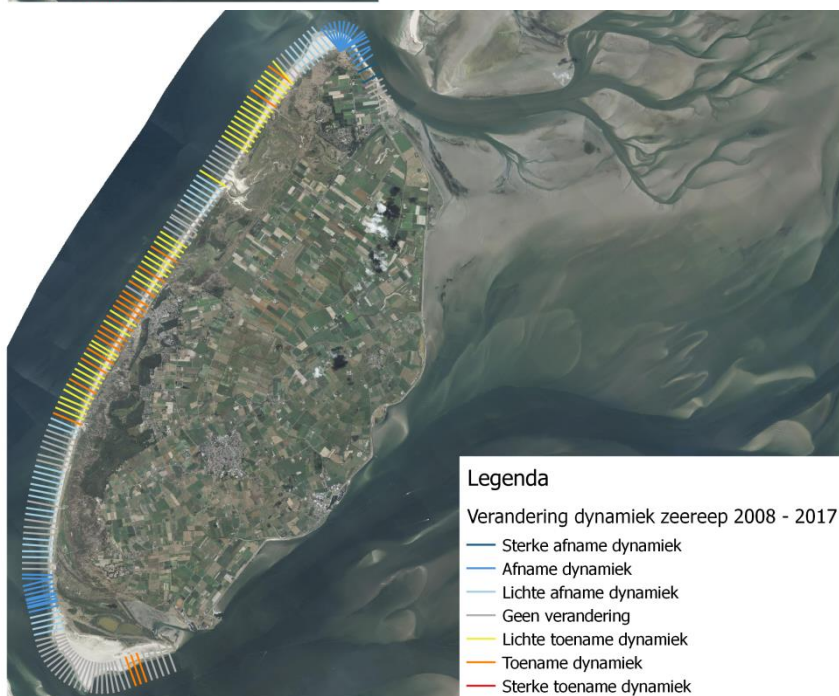 Legenda
Verandering dynamiek zeereep 2008 - 2017
Sterke afname dynamiek
Afname dynamiek
Lichte afname dynamiek
Geen verandering
Lichte toename dynamiek
Toename dynamiek
Sterke toename dynamiek